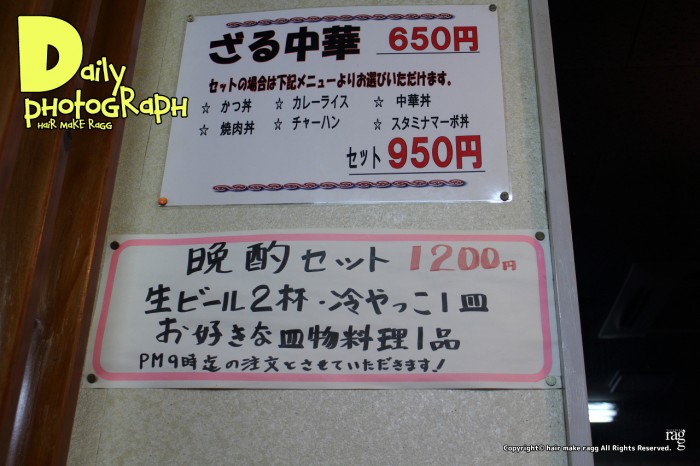 Daily
PHOTOGRAPH
HAIR MAKE RAGG
ざる中華 650円
セットの場合は下記メニューよりお選びいただけます。
☆ かつ丼 ☆ カレーライス ☆ 中華丼
☆ 焼肉丼 ☆ チャーハン ☆ スタミナマーボ丼
セット 950円
晩酌セット 1200円
生ビール2杯・冷やっこ1皿
お好きな皿物料理1品
PM9時迄の注文とさせていただきます!
ragg
Copyright© hair make ragg All Rights Reserved.